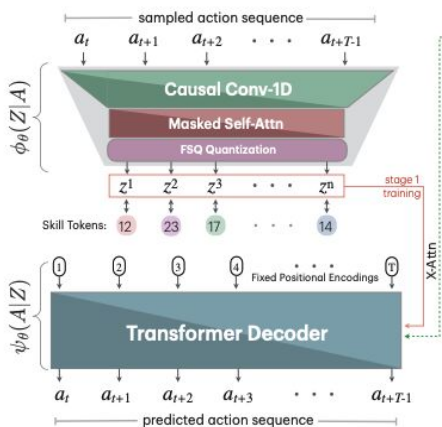 sampled action sequence
a_t a_{t+1} a_{t+2} · · · a_{t+T-1}
ϕ_θ(Z|A)
Causal Conv-1D
Masked Self-Attn
FSQ Quantization
z^1 z^2 z^3 · · · z^n
stage 1
training
Skill Tokens: 12 23 17 · · · 14
X-Attn
1 2 3 4 · · · T
Fixed Positional Encodings
ψ_θ(A|Z)
Transformer Decoder
a_t a_{t+1} a_{t+2} a_{t+3} · · · a_{t+T-1}
predicted action sequence